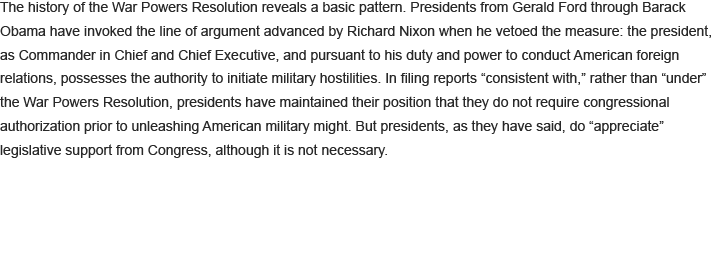 The history of the War Powers Resolution reveals a basic pattern. Presidents from Gerald Ford through Barack
Obama have invoked the line of argument advanced by Richard Nixon when he vetoed the measure: the president,
as Commander in Chief and Chief Executive, and pursuant to his duty and power to conduct American foreign
relations, possesses the authority to initiate military hostilities. In filing reports “consistent with,” rather than “under”
the War Powers Resolution, presidents have maintained their position that they do not require congressional
authorization prior to unleashing American military might. But presidents, as they have said, do “appreciate”
legislative support from Congress, although it is not necessary.